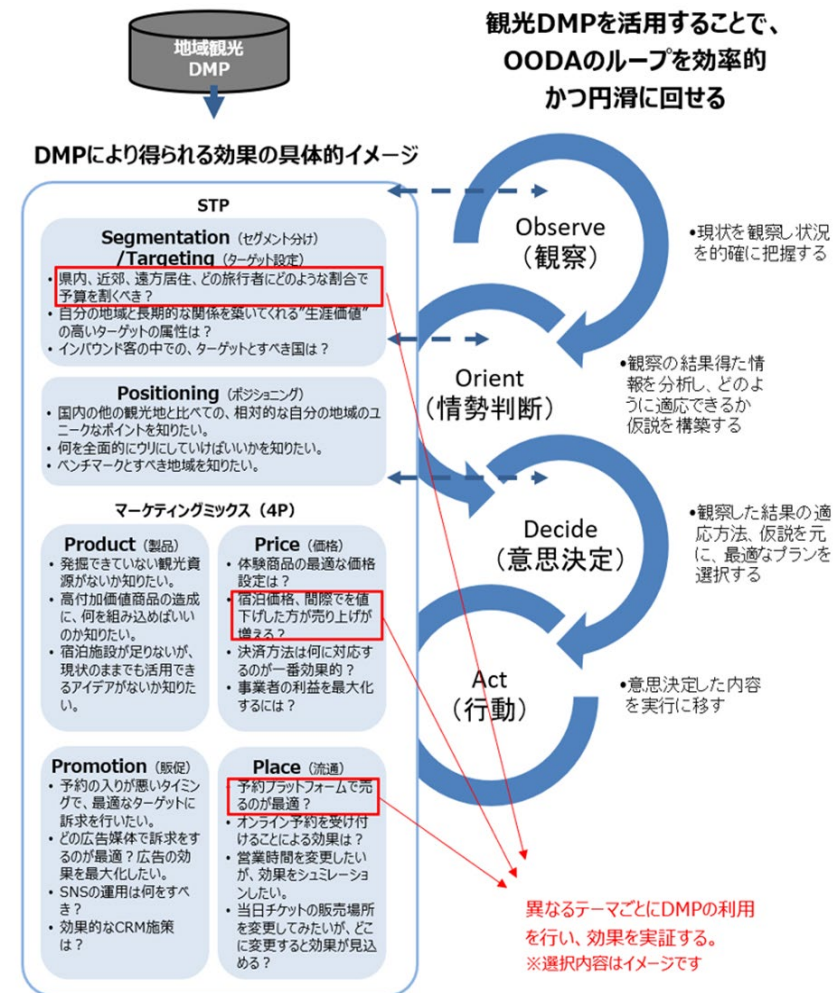 地域観光
DMP
観光DMPを活用することで、
OODAのループを効率的
かつ円滑に回せる
DMPにより得られる効果の具体的イメージ
STP
Segmentation（セグメント分け）
/Targeting（ターゲット設定）
• 県内、近郊、遠方居住、どの旅行者にどのような割合で
予算を割くべき？
• 自分の地域と長期的な関係を築いてくれる”生涯価値”
の高いターゲットの属性は？
• インバウンド客の中での、ターゲットとすべき国は？
Positioning（ポジショニング）
• 国内の他の観光地と比べての、相対的な自分の地域のユ
ニークなポイントを知りたい。
• 何を全面的にウリにしていけばいいかを知りたい。
• ベンチマークとすべき地域を知りたい。
マーケティングミックス（4P）
Product（製品）
• 発掘できていない観光資
源がないか知りたい。
• 高付加価値商品の造成
に、何を組み込めばいい
のか知りたい。
• 宿泊施設が足りないが、
現状のままでも活用でき
るアイデアがないか知りた
い。
Price（価格）
• 体験商品の最適な価格
設定は？
• 宿泊価格、間際でを値
下げした方が売り上げが
増える？
• 決済方法は何に対応す
るのが一番効果的？
• 事業者の利益を最大化
するには？
Promotion（販促）
• 予約の入りが悪いタイミン
グで、最適なターゲットに
訴求を行いたい。
• どの広告媒体で訴求をす
るのが最適？広告の効
果を最大化したい。
• SNSの運用は何をすべ
き？
• 効果的なCRM施策
は？
Place（流通）
• 予約プラットフォームで売
るのが最適？
• オンライン予約を受け付
けることによる効果は？
• 営業時間を変更したい
が、効果をシュミレーショ
ンしたい。
• 当日チケットの販売場所
を変更してみたいが、どこ
に変更すると効果が見込
める？
Observe
（観察）
•現状を観察し状況
を的確に把握する
Orient
（情勢判断）
•観察の結果得た情
報を分析し、どのよ
うに適応できるか
仮説を構築する
Decide
（意思決定）
•観察した結果の適
応方法、仮説を元
に、最適なプランを
選択する
Act
（行動）
•意思決定した内容
を実行に移す
異なるテーマごとにDMPの利用
を行い、効果を実証する。
※選択内容はイメージです